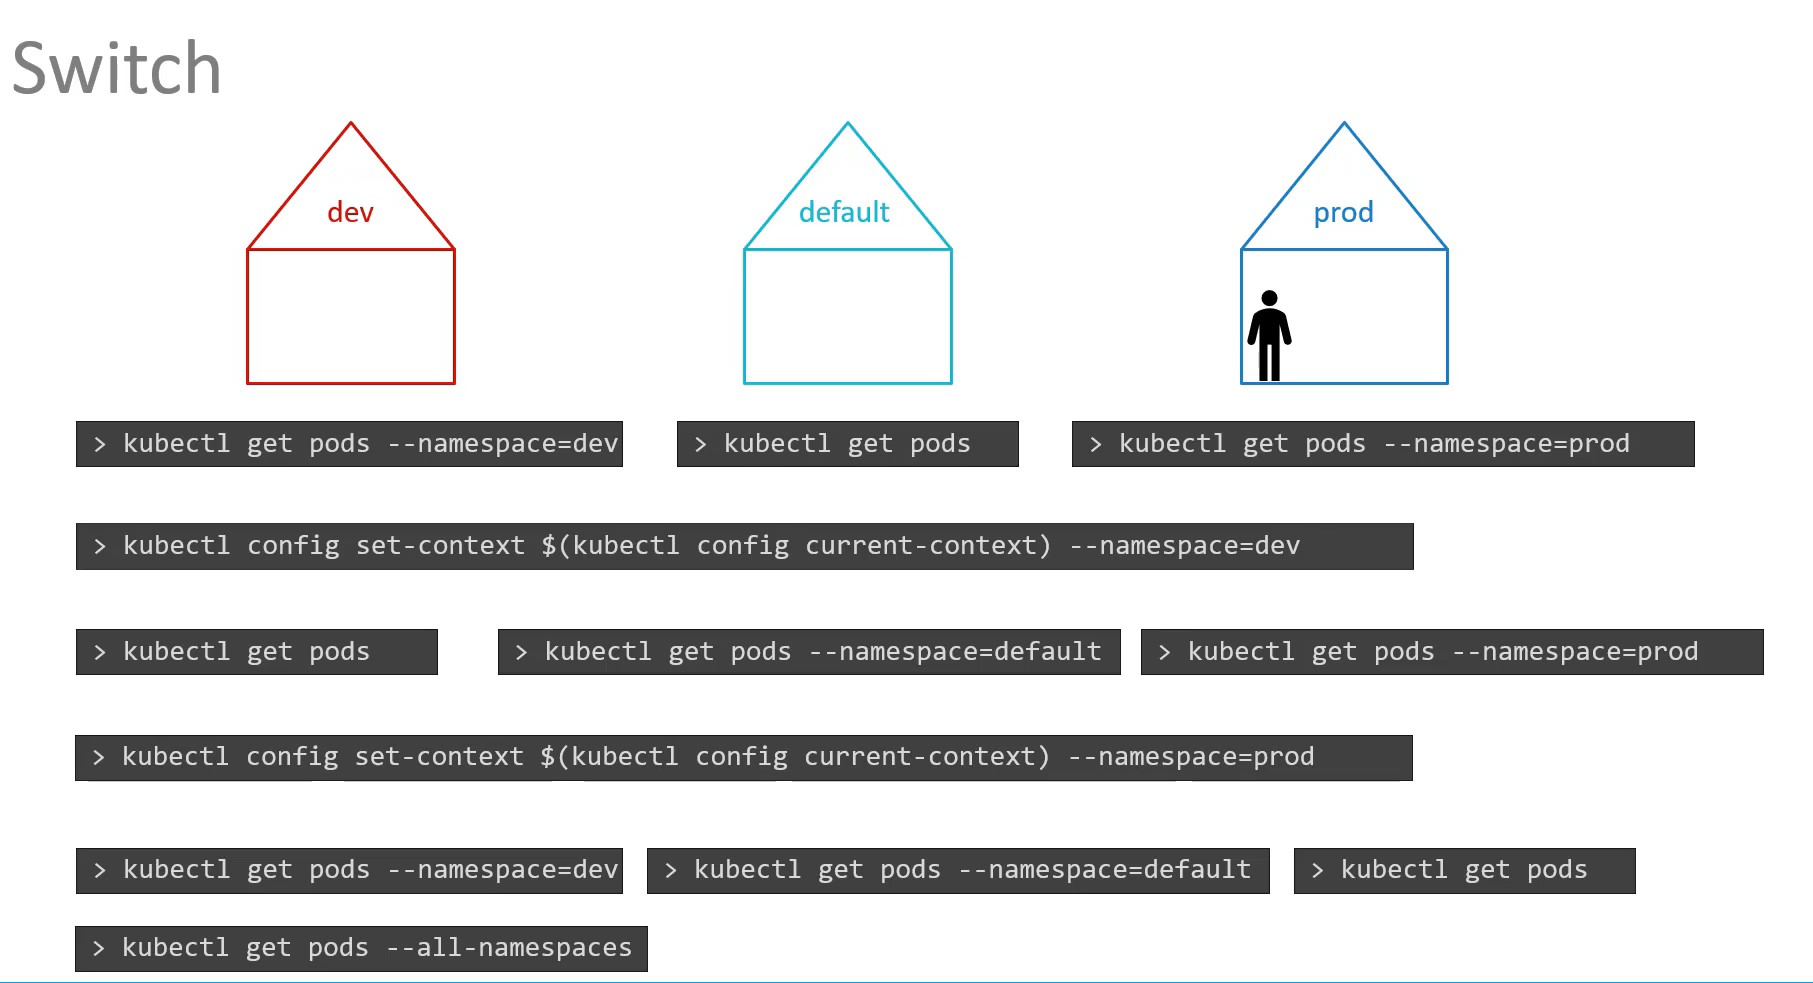 Switch
dev
default
prod
> kubectl get pods --namespace=dev
> kubectl get pods
> kubectl get pods --namespace=prod
> kubectl config set-context $(kubectl config current-context) --namespace=dev
> kubectl get pods
> kubectl get pods --namespace=default
> kubectl get pods --namespace=prod
> kubectl config set-context $(kubectl config current-context) --namespace=prod
> kubectl get pods --namespace=dev
> kubectl get pods --namespace=default
> kubectl get pods
> kubectl get pods --all-namespaces